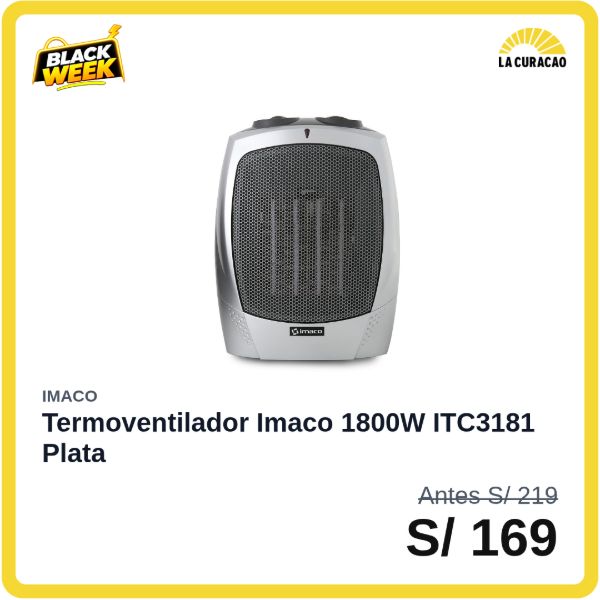 BLACK
WEEK
LA CURACAO
imaco
IMACO
Termoventilador Imaco 1800W ITC3181
Plata
Antes S/ 219
S/ 169